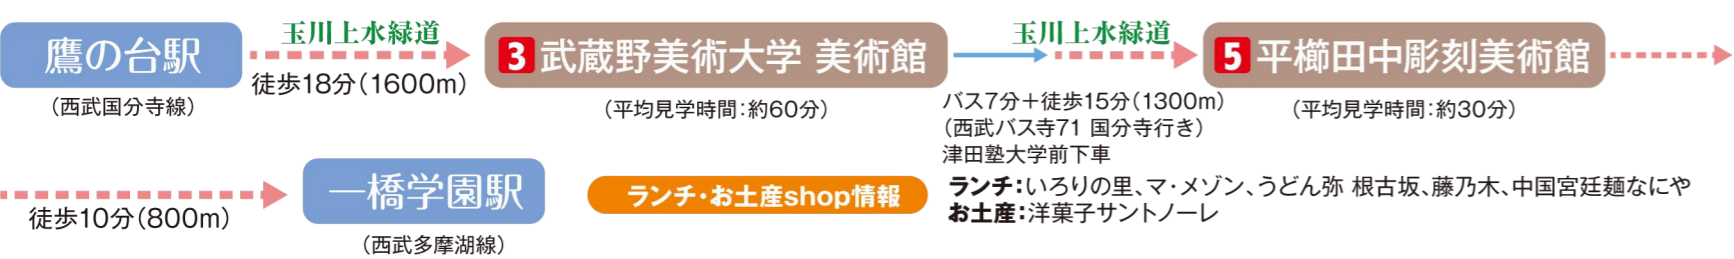 鷹の台駅
(西武国分寺線)
玉川上水緑道
徒歩18分(1600m)
3 武蔵野美術大学 美術館
(平均見学時間:約60分)
玉川上水緑道
バス7分+徒歩15分(1300m)
(西武バス寺71 国分寺行き)
津田塾大学前下車
5 平櫛田中彫刻美術館
(平均見学時間:約30分)
徒歩10分(800m)
一橋学園駅
(西武多摩湖線)
ランチ・お土産shop情報
ランチ:いろりの里、マ・メゾン、うどん弥 根古坂、藤乃木、中国宮廷麺なにや
お土産:洋菓子サントノーレ